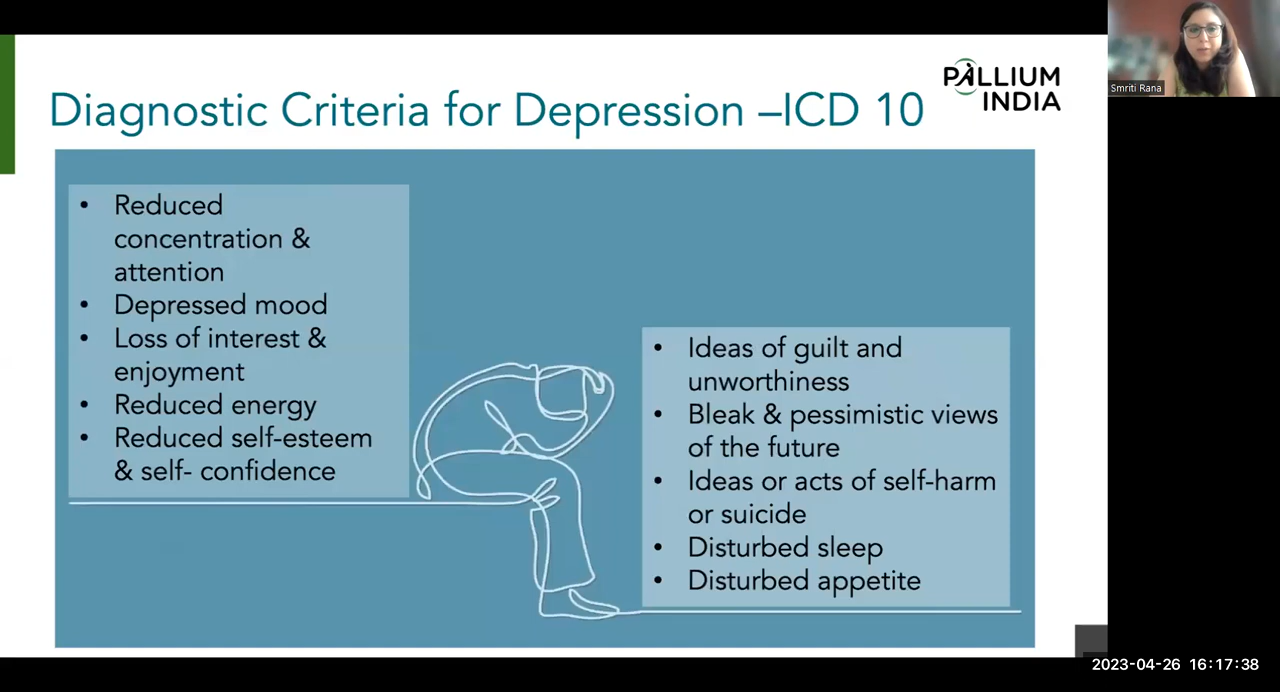 PALLIUM
INDIA
Diagnostic Criteria for Depression –ICD 10
• Reduced
concentration &
attention
• Depressed mood
• Loss of interest &
enjoyment
• Reduced energy
• Reduced self-esteem
& self- confidence
• Ideas of guilt and
unworthiness
• Bleak & pessimistic views
of the future
• Ideas or acts of self-harm
or suicide
• Disturbed sleep
• Disturbed appetite
Smriti Rana
2023-04-26 16:17:38